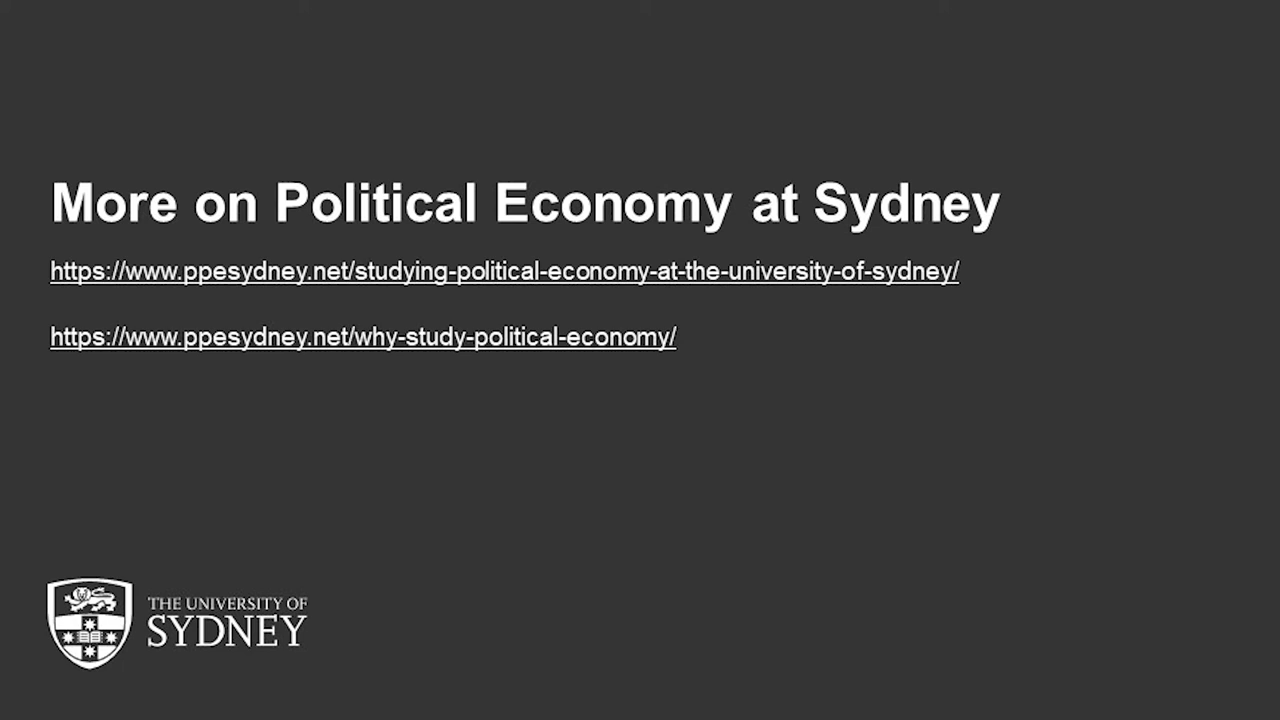 More on Political Economy at Sydney
https://www.ppesydney.net/studying-political-economy-at-the-university-of-sydney/
https://www.ppesydney.net/why-study-political-economy/
THE UNIVERSITY OF
SYDNEY